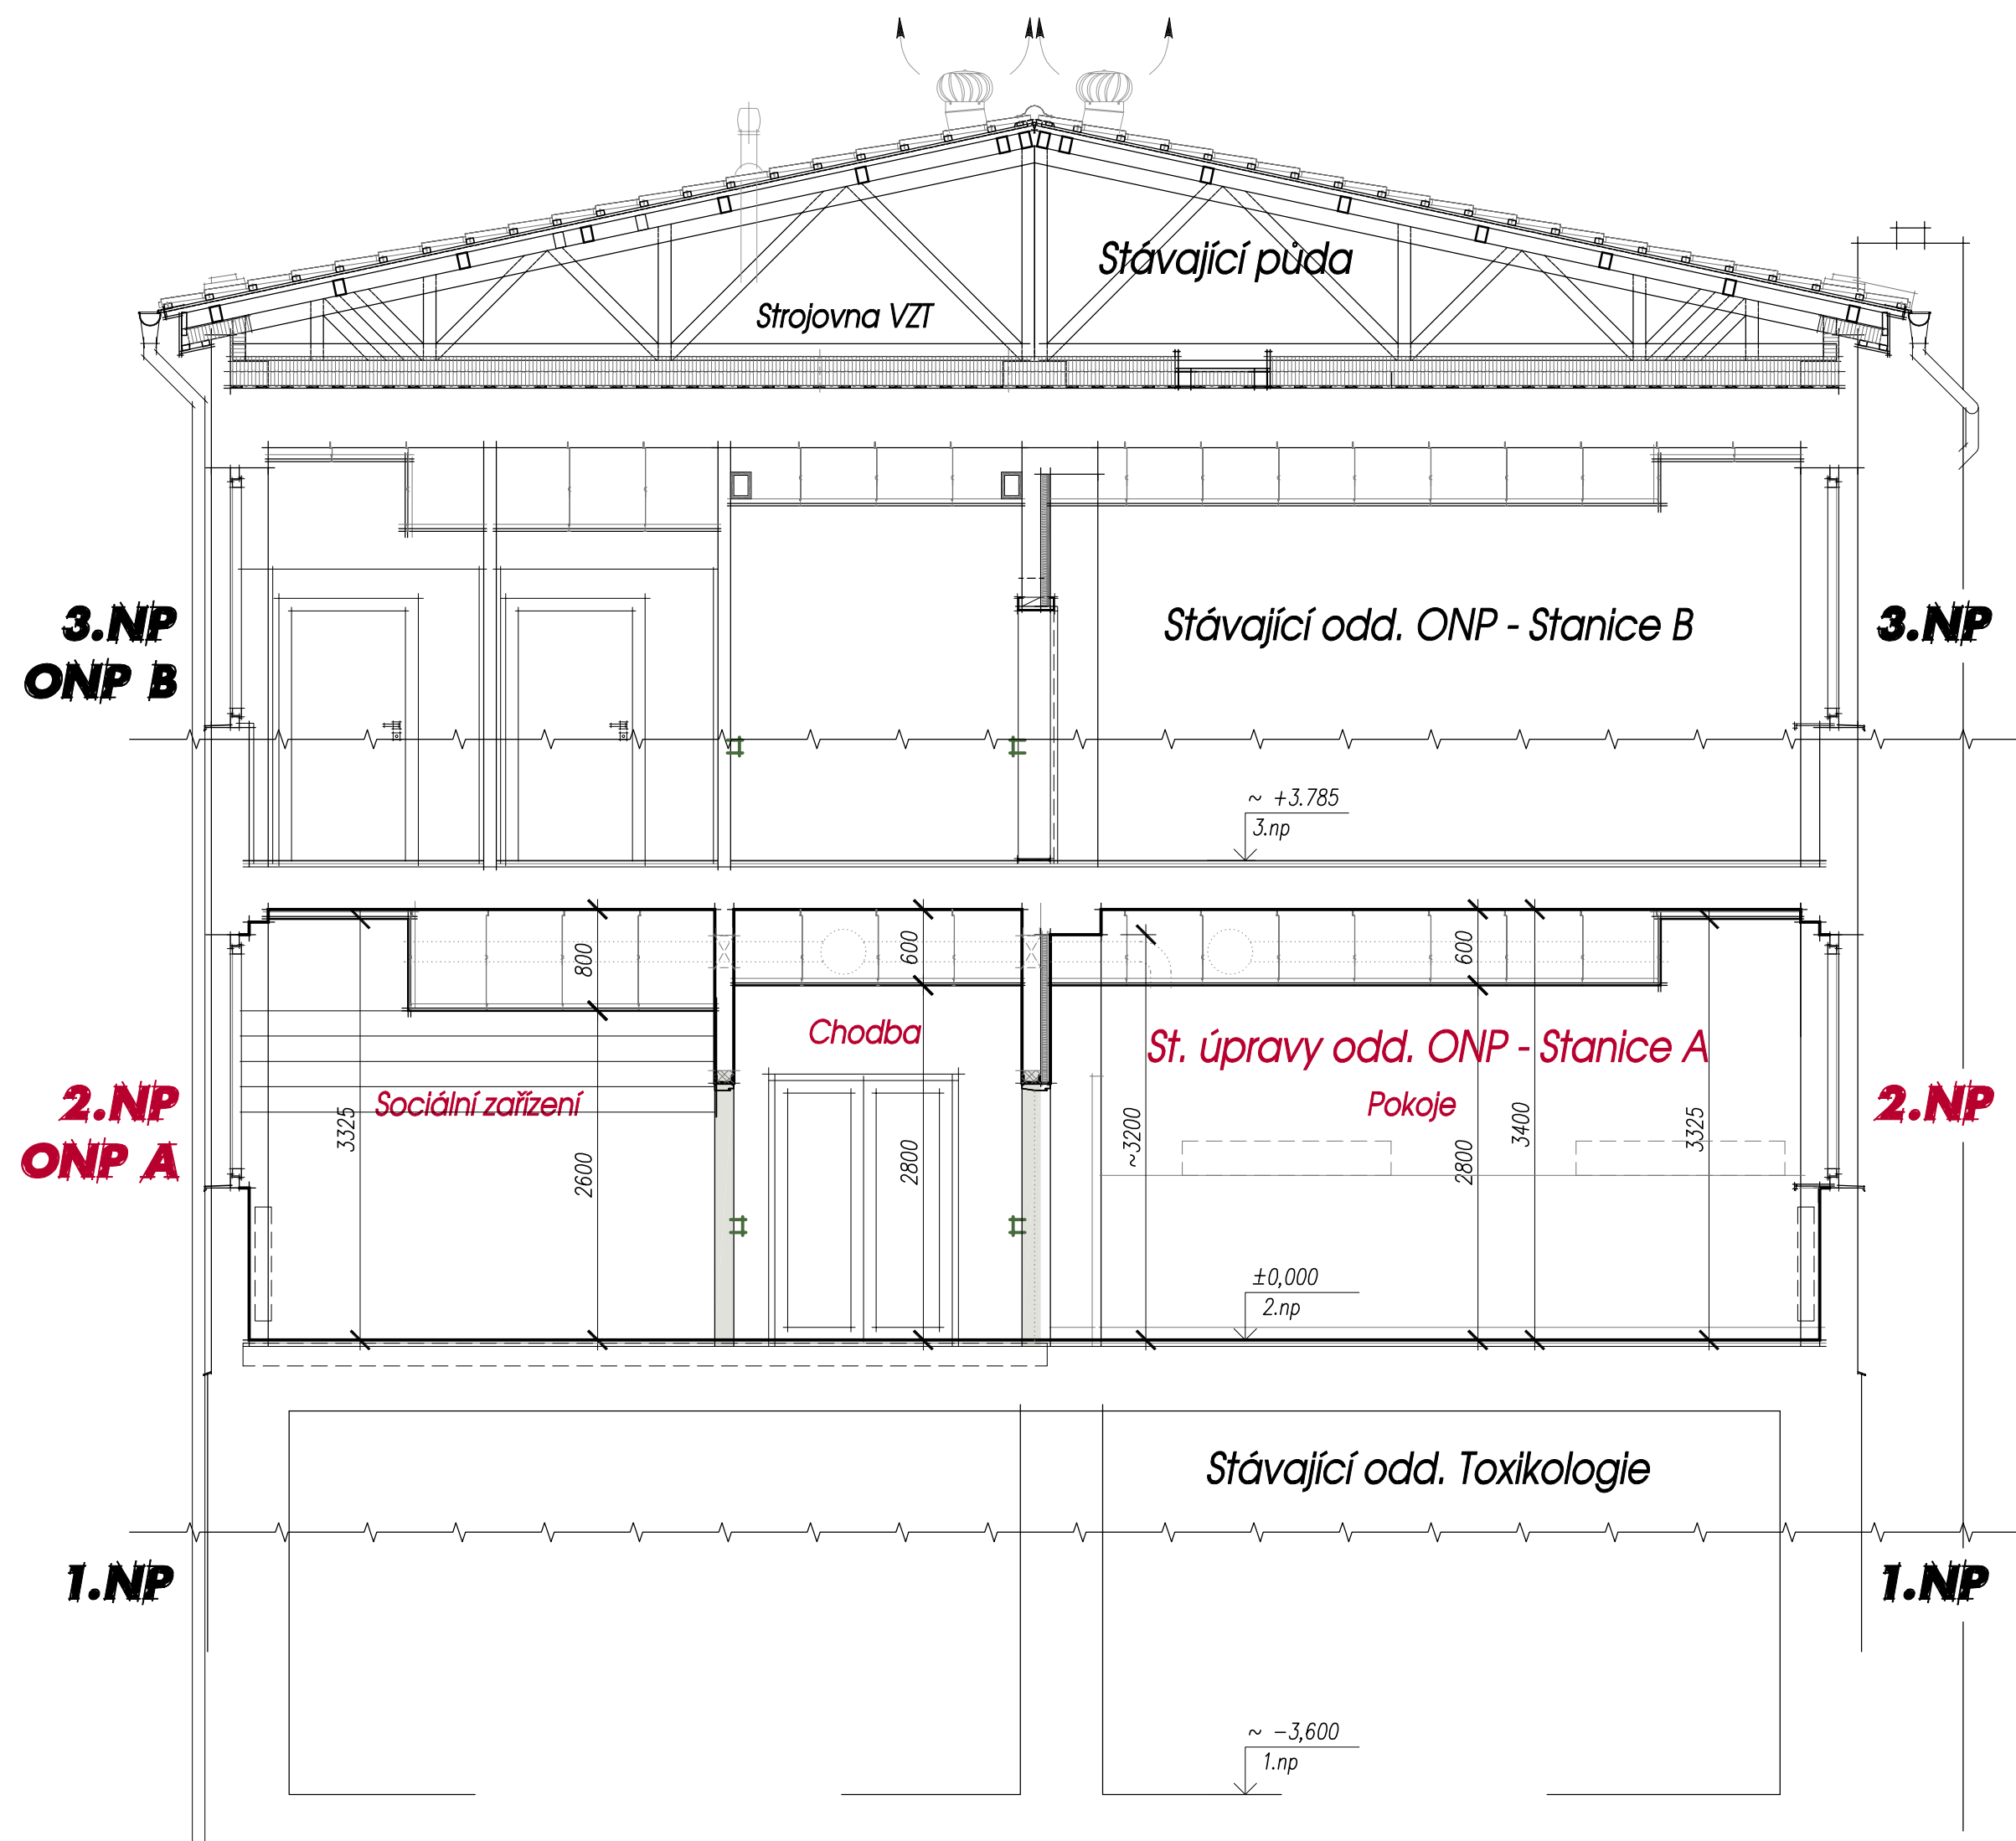 Stávající půda
Strojovna VZT
3.NP
ONP B
Stávající odd. ONP - Stanice B
3.NP
~ +3.785
3.np
800
600
600
Chodba
St. úpravy odd. ONP - Stanice A
2.NP
ONP A
Sociální zařízení
Pokoje
2.NP
3325
2600
2800
~3200
2800
3400
3325
±0,000
2.np
Stávající odd. Toxikologie
1.NP
1.NP
~ -3,600
1.np